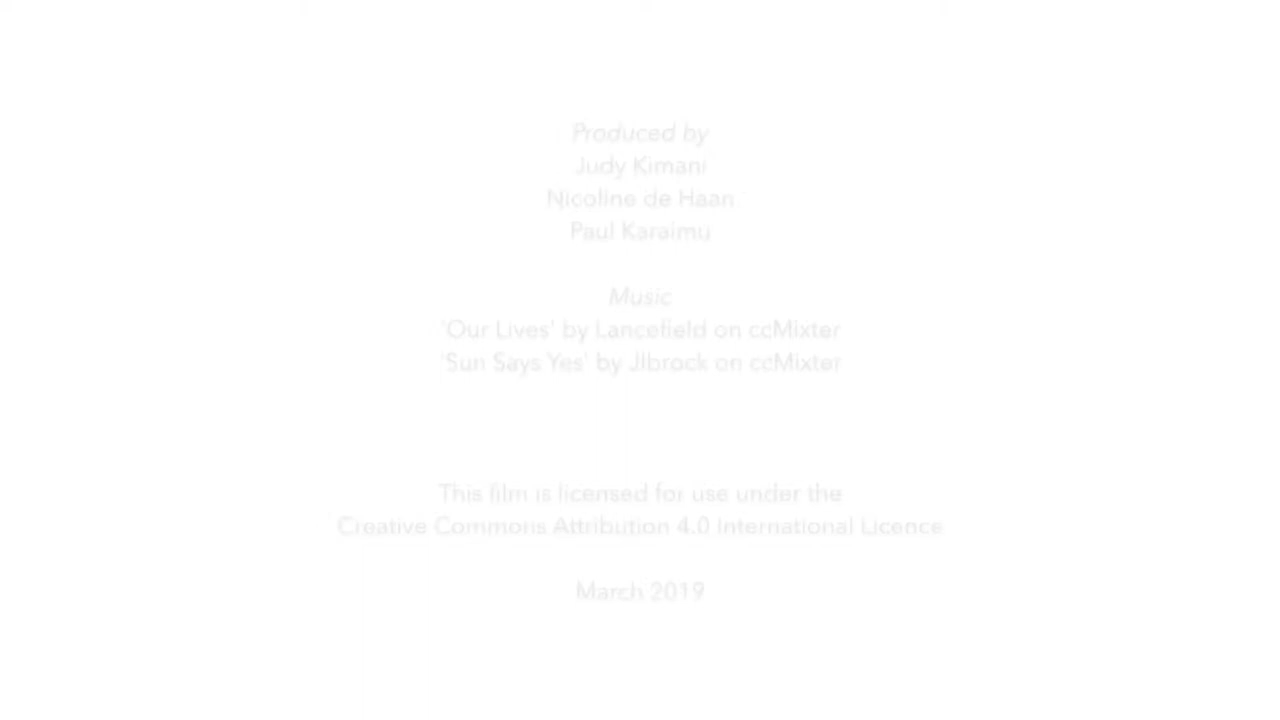 Produced by
Judy Kimani
Nicoline de Haan
Paul Karaimu
Music
'Our Lives' by Lancefield on ccMixter
'Sun Says Yes' by Jlbrock on ccMixter
This film is licensed for use under the
Creative Commons Attribution 4.0 International Licence
March 2019